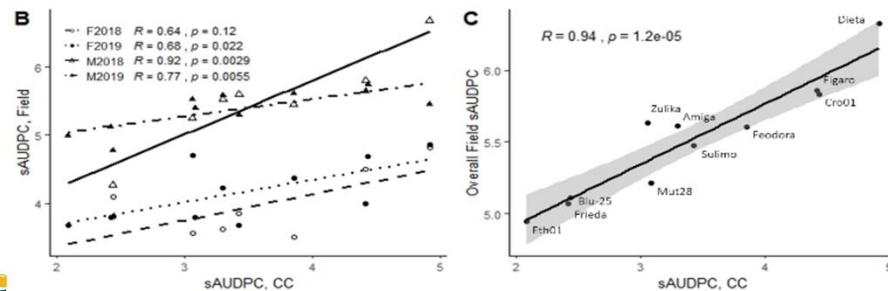 B
F2018 R = 0.64 , p = 0.12
F2019 R = 0.68 , p = 0.022
M2018 R = 0.92 , p = 0.0029
M2019 R = 0.77 , p = 0.0055
sAUDPC, Field
6
5
4
2 3 4 5
sAUDPC, CC
C
R = 0.94 , p = 1.2e-05
Overall Field sAUDPC
6.0
5.5
5.0
Dieta
Figaro
Cro01
Zulika
Amiga
Feodora
Sulimo
Mut28
Blu-25
Frieda
Eth01
2 3 4 5
sAUDPC, CC